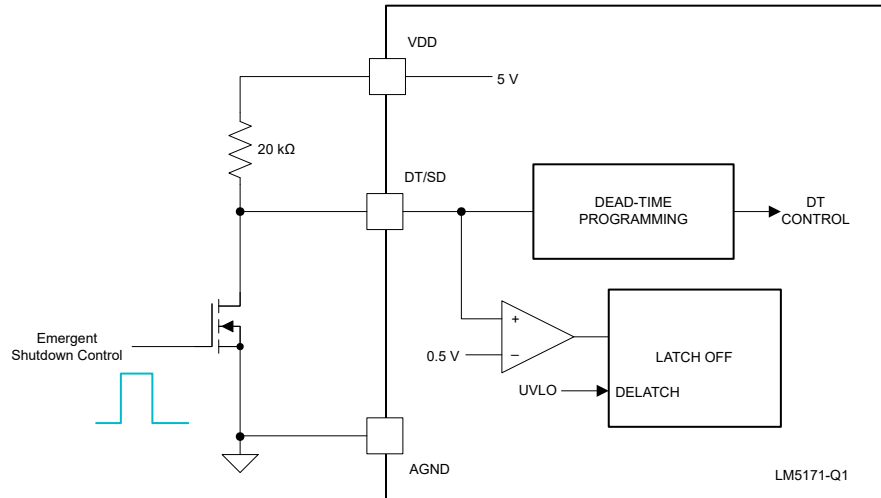 VDD
5 V
20 kΩ
DT/SD
DEAD-TIME
PROGRAMMING
DT
CONTROL
Emergent
Shutdown Control
+
0.5 V
−
LATCH OFF
UVLO
DELATCH
AGND
LM5171-Q1